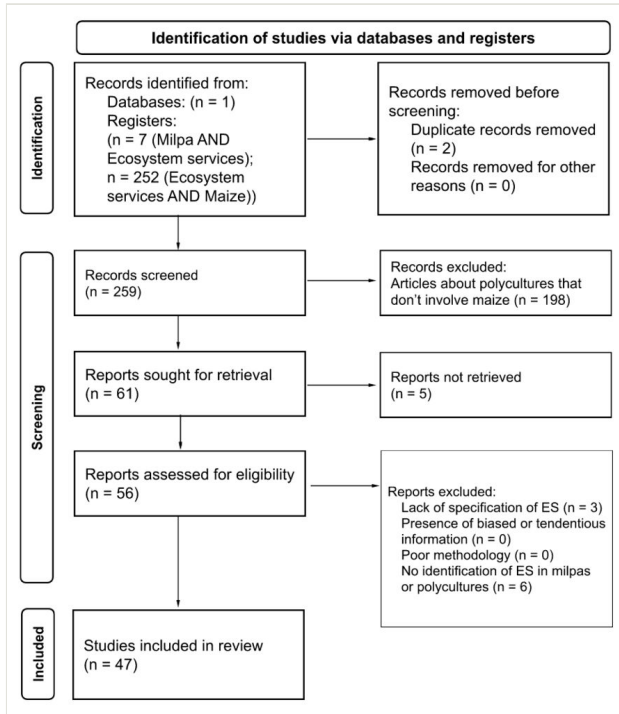 Identification of studies via databases and registers
Identification
Records identified from:
Databases: (n = 1)
Registers:
(n = 7 (Milpa AND
Ecosystem services);
n = 252 (Ecosystem
services AND Maize))
Records removed before
screening:
Duplicate records removed
(n = 2)
Records removed for other
reasons (n = 0)
Screening
Records screened
(n = 259)
Records excluded:
Articles about polycultures that
don't involve maize (n = 198)
Reports sought for retrieval
(n = 61)
Reports not retrieved
(n = 5)
Reports assessed for eligibility
(n = 56)
Reports excluded:
Lack of specification of ES (n = 3)
Presence of biased or tendentious
information (n = 0)
Poor methodology (n = 0)
No identification of ES in milpas
or polycultures (n = 6)
Included
Studies included in review
(n = 47)